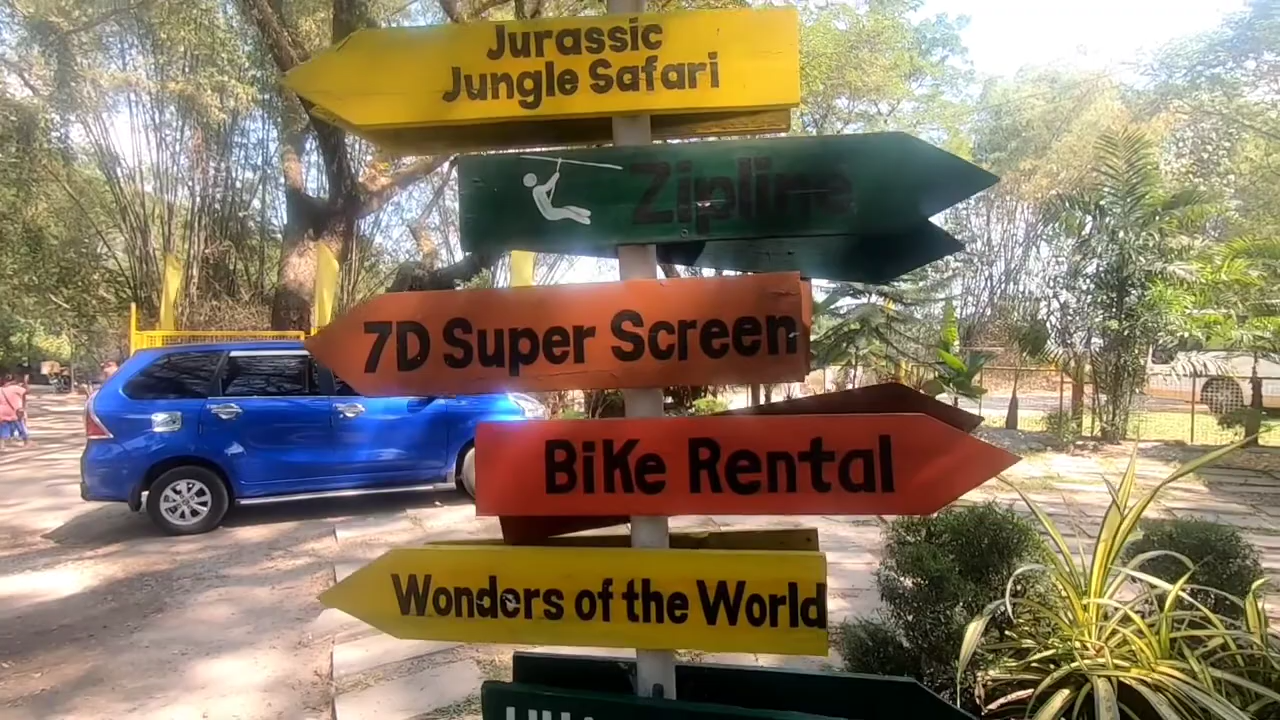 Jurassic
Jungle Safari
Zipline
7D Super Screen
BiKe Rental
Wonders of the World